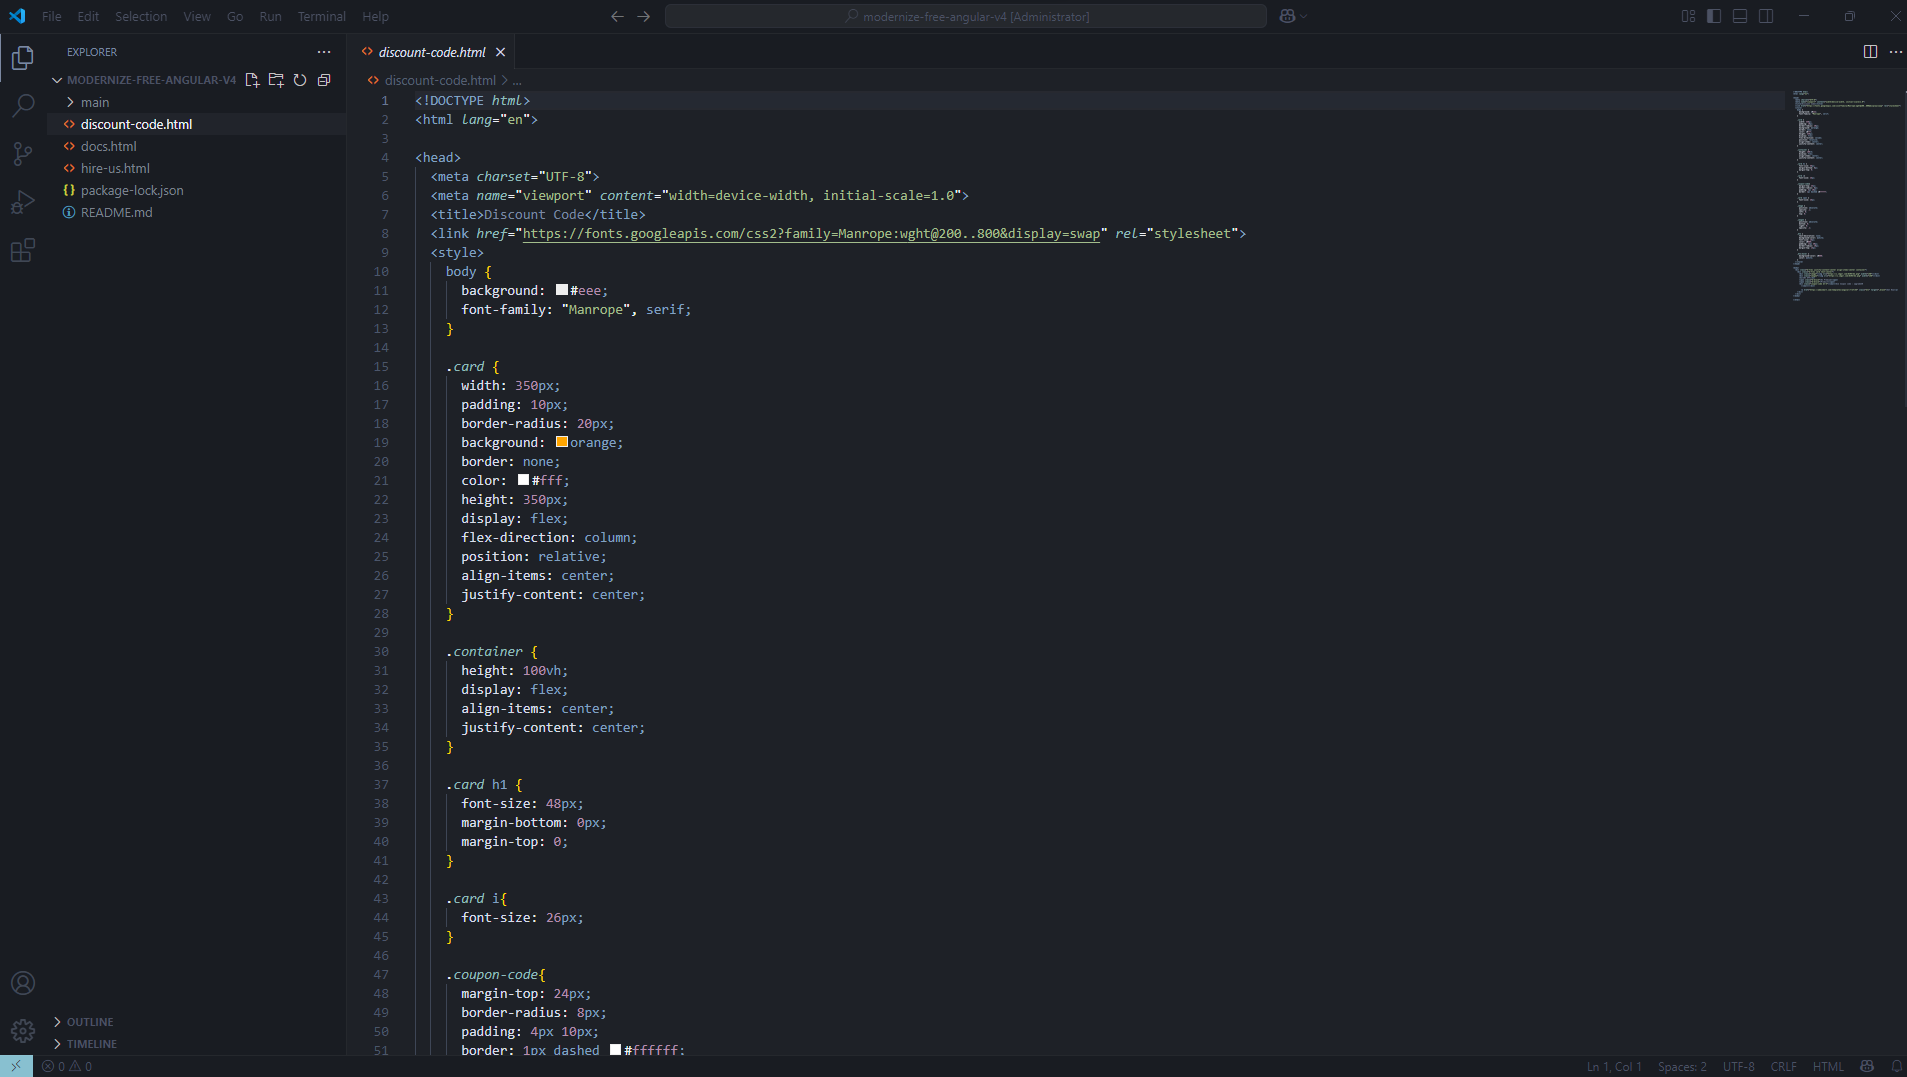 File Edit Selection View Go Run Terminal Help
modernize-free-angular-v4 [Administrator]
EXPLORER
MODERNIZE-FREE-ANGULAR-V4
main
discount-code.html
docs.html
hire-us.html
package-lock.json
README.md
OUTLINE
TIMELINE
discount-code.html
discount-code.html > ...
1 <!DOCTYPE html>
2 <html lang="en">
3
4 <head>
5 <meta charset="UTF-8">
6 <meta name="viewport" content="width=device-width, initial-scale=1.0">
7 <title>Discount Code</title>
8 <link href="https://fonts.googleapis.com/css2?family=Manrope:wght@200..800&display=swap" rel="stylesheet">
9 <style>
10 body {
11 background: #eee;
12 font-family: "Manrope", serif;
13 }
14
15 .card {
16 width: 350px;
17 padding: 10px;
18 border-radius: 20px;
19 background: orange;
20 border: none;
21 color: #fff;
22 height: 350px;
23 display: flex;
24 flex-direction: column;
25 position: relative;
26 align-items: center;
27 justify-content: center;
28 }
29
30 .container {
31 height: 100vh;
32 display: flex;
33 align-items: center;
34 justify-content: center;
35 }
36
37 .card h1 {
38 font-size: 48px;
39 margin-bottom: 0px;
40 margin-top: 0;
41 }
42
43 .card i{
44 font-size: 26px;
45 }
46
47 .coupon-code{
48 margin-top: 24px;
49 border-radius: 8px;
50 padding: 4px 10px;
51 border: 1px dashed #ffffff;
0 0
Ln 1, Col 1 Spaces: 2 UTF-8 CRLF HTML